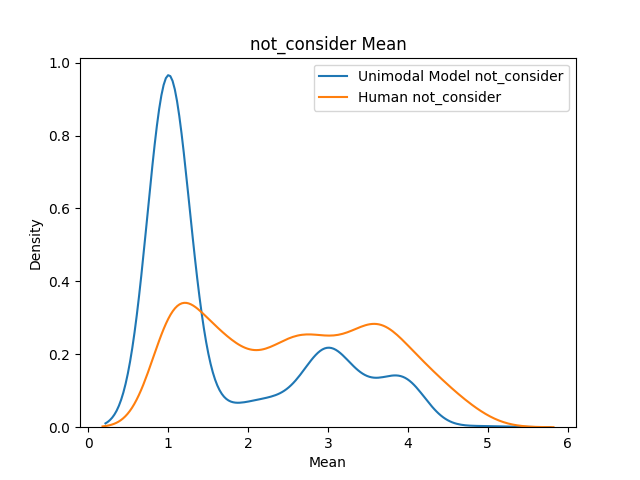 not_consider Mean
Unimodal Model not_consider
Human not_consider
1.0
0.8
0.6
0.4
0.2
0.0
Density
0 1 2 3 4 5 6
Mean